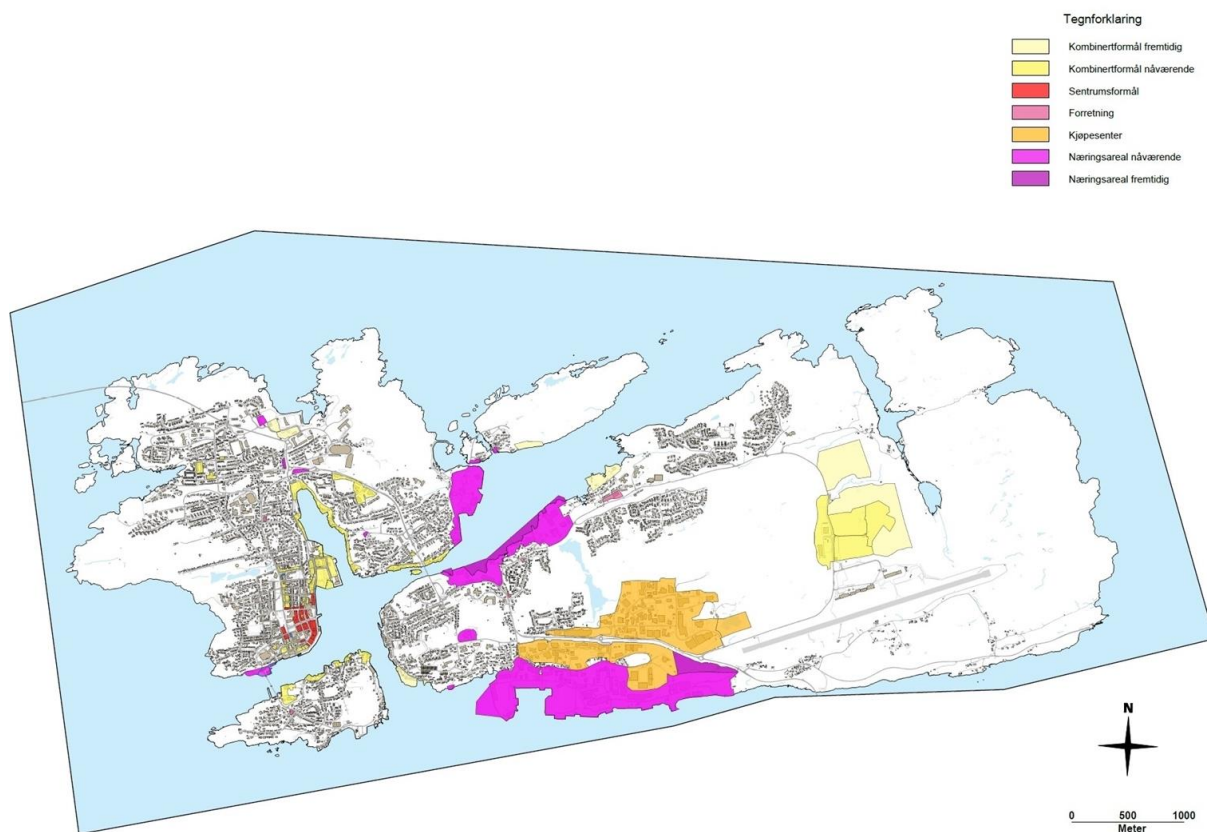 Tegnforklaring
Kombinertformål fremtidig
Kombinertformål nåværende
Sentrumsformål
Forretning
Kjøpesenter
Næringsareal nåværende
Næringsareal fremtidig
N
0 500 1000
Meter